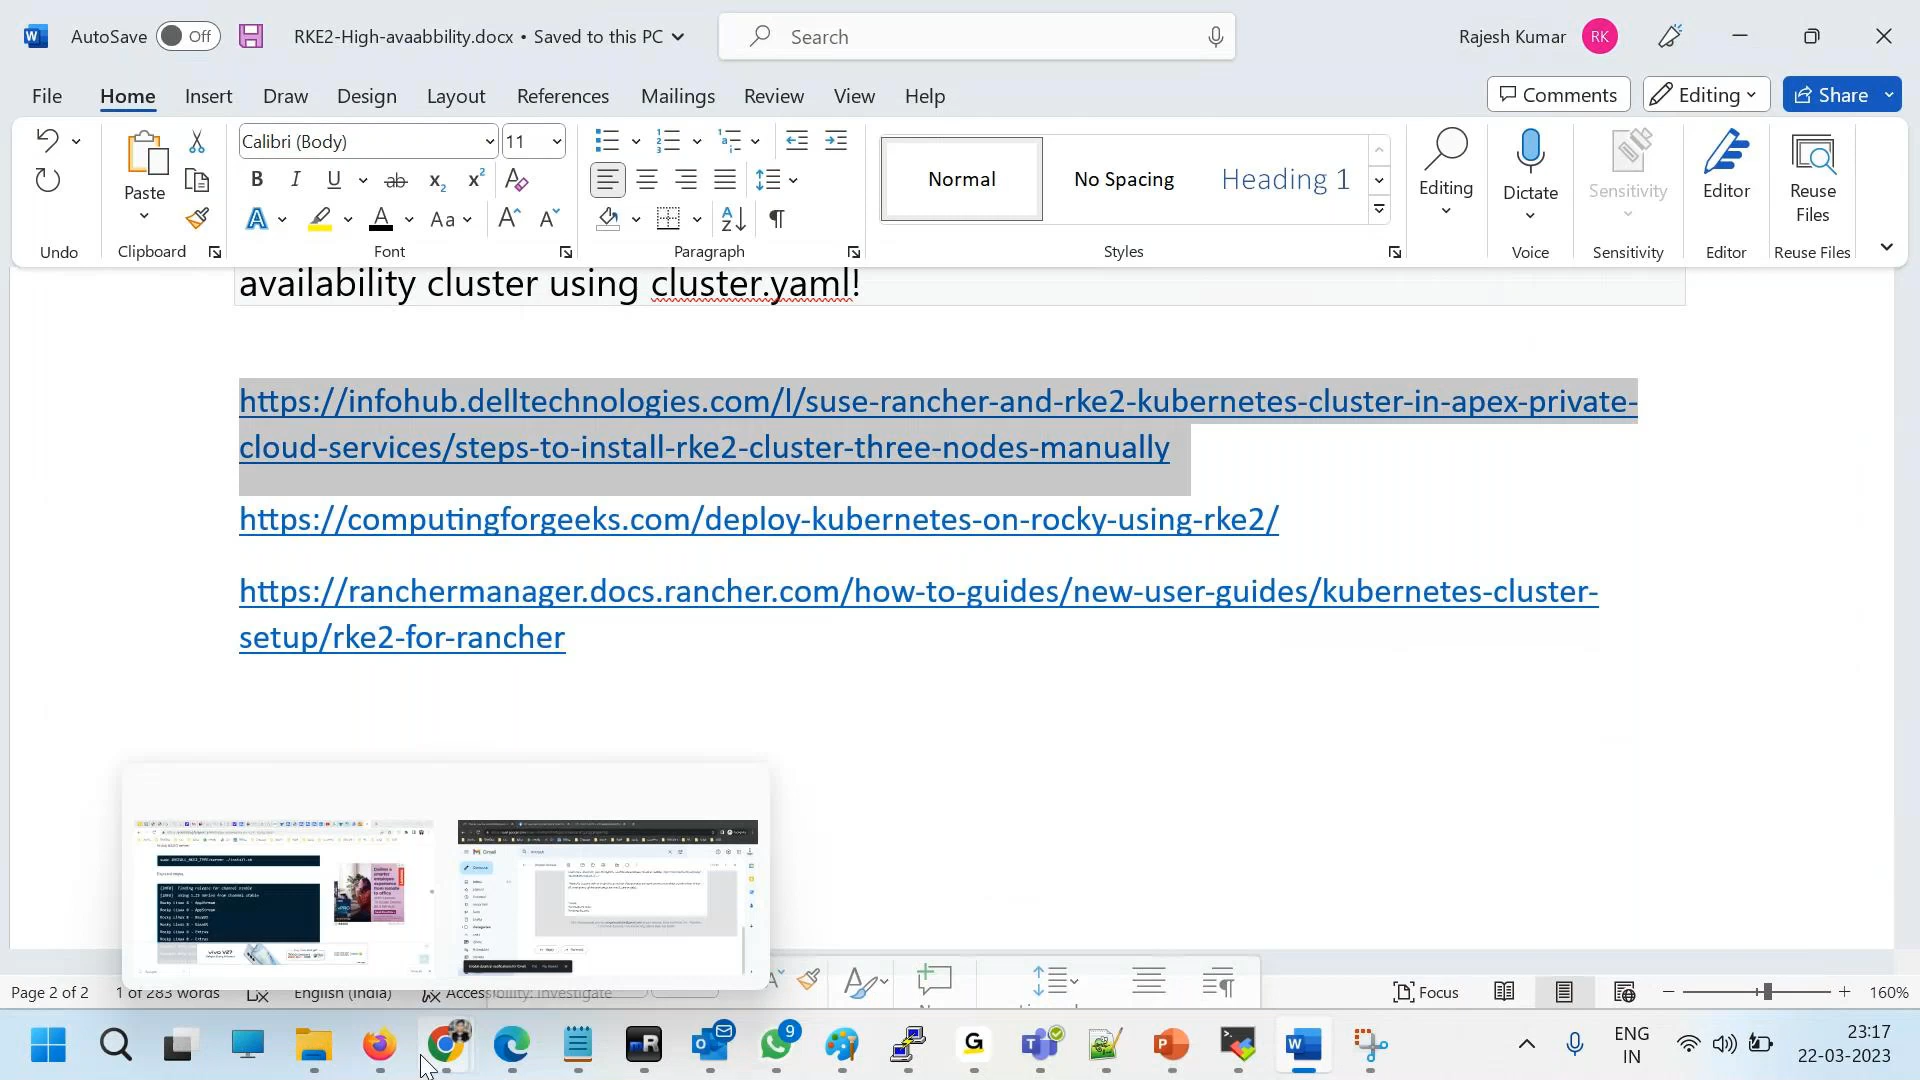 AutoSave
Off
RKE2-High-avaabbility.docx • Saved to this PC
Search
Rajesh Kumar
RK
File
Home
Insert
Draw
Design
Layout
References
Mailings
Review
View
Help
Comments
Editing
Share
Undo
Paste
Clipboard
Calibri (Body)
11
Font
Paragraph
Normal
No Spacing
Heading 1
Styles
Editing
Dictate
Voice
Sensitivity
Sensitivity
Editor
Editor
Reuse
Files
Reuse Files
availability cluster using cluster.yaml!
https://infohub.delltechnologies.com/l/suse-rancher-and-rke2-kubernetes-cluster-in-apex-private-
cloud-services/steps-to-install-rke2-cluster-three-nodes-manually
https://computingforgeeks.com/deploy-kubernetes-on-rocky-using-rke2/
https://ranchermanager.docs.rancher.com/how-to-guides/new-user-guides/kubernetes-cluster-
setup/rke2-for-rancher
Page 2 of 2
1 of 283 words
English (India)
Accessibility: Investigate
Focus
160%
9
ENG
IN
23:17
22-03-2023